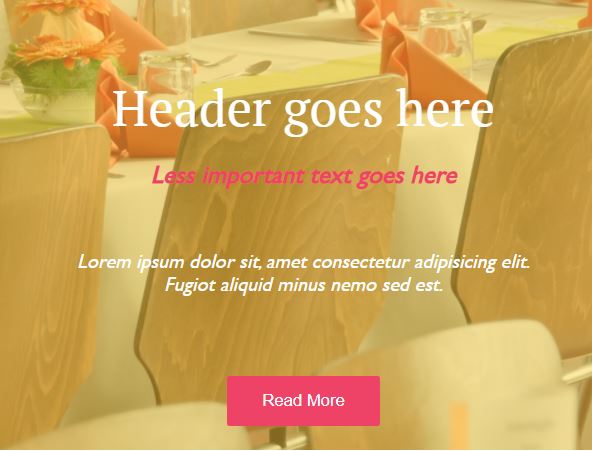 Header goes here
Less important text goes here
Lorem ipsum dolor sit, amet consectetur adipisicing elit.
Fugiot aliquid minus nemo sed est.
Read More